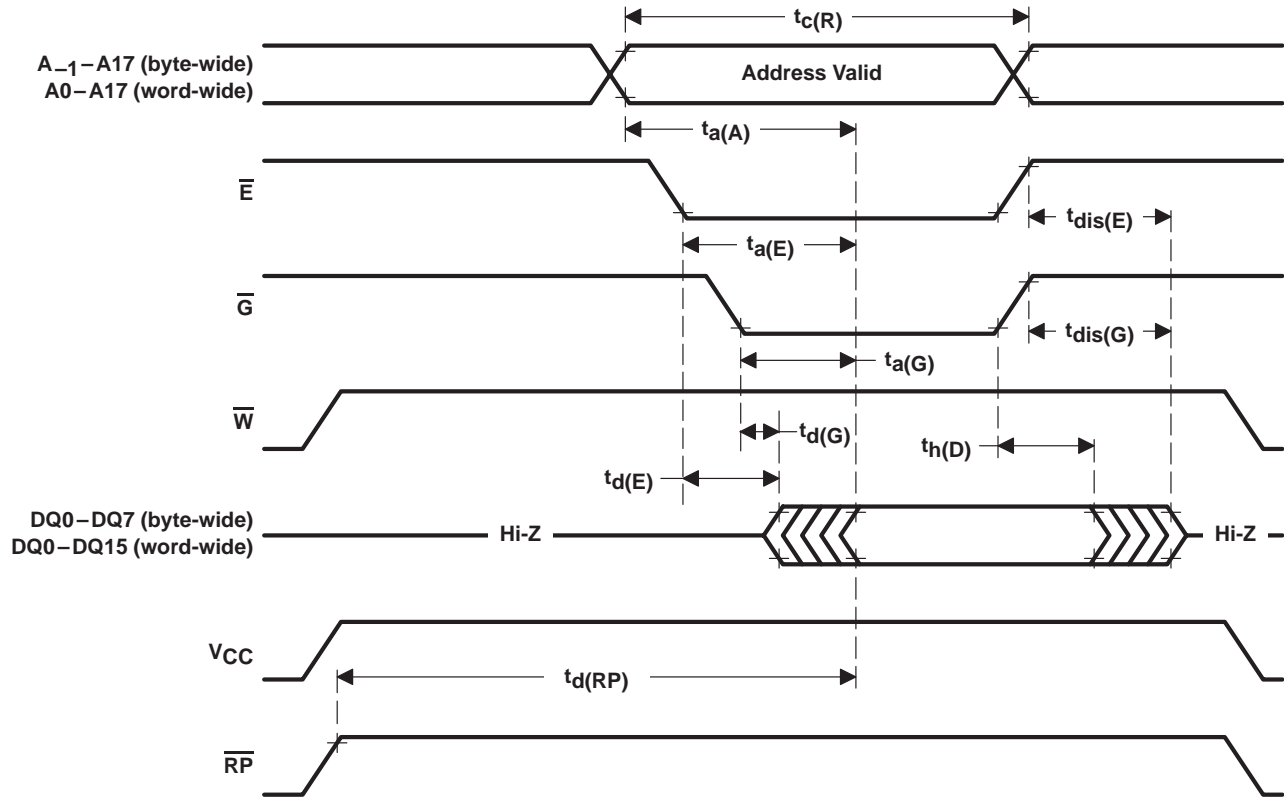 tc(R)
A–1–A17 (byte-wide)
A0–A17 (word-wide)
Address Valid
ta(A)
E̅
tdis(E)
ta(E)
G̅
tdis(G)
ta(G)
W̅
td(G)
th(D)
td(E)
DQ0–DQ7 (byte-wide)
DQ0–DQ15 (word-wide)
Hi-Z
Hi-Z
VCC
td(RP)
R̅P̅